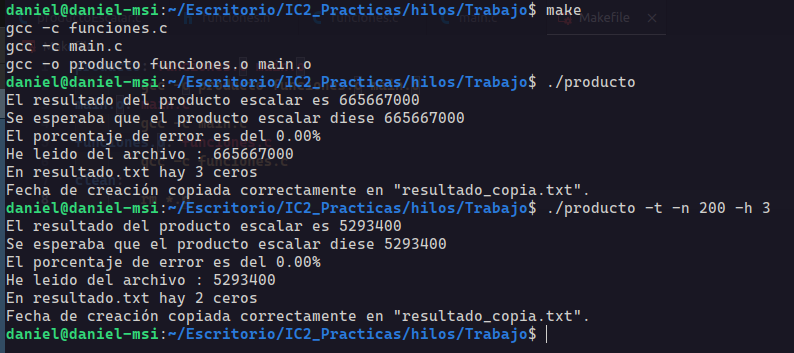 daniel@daniel-msi:~/Escritorio/IC2_Practicas/hilos/Trabajo$ make
gcc -c funciones.c
gcc -c main.c
gcc -o producto funciones.o main.o
daniel@daniel-msi:~/Escritorio/IC2_Practicas/hilos/Trabajo$ ./producto
El resultado del producto escalar es 665667000
Se esperaba que el producto escalar diese 665667000
El porcentaje de error es del 0.00%
He leido del archivo : 665667000
En resultado.txt hay 3 ceros
Fecha de creación copiada correctamente en "resultado_copia.txt".
daniel@daniel-msi:~/Escritorio/IC2_Practicas/hilos/Trabajo$ ./producto -t -n 200 -h 3
El resultado del producto escalar es 5293400
Se esperaba que el producto escalar diese 5293400
El porcentaje de error es del 0.00%
He leido del archivo : 5293400
En resultado.txt hay 2 ceros
Fecha de creación copiada correctamente en "resultado_copia.txt".
daniel@daniel-msi:~/Escritorio/IC2_Practicas/hilos/Trabajo$